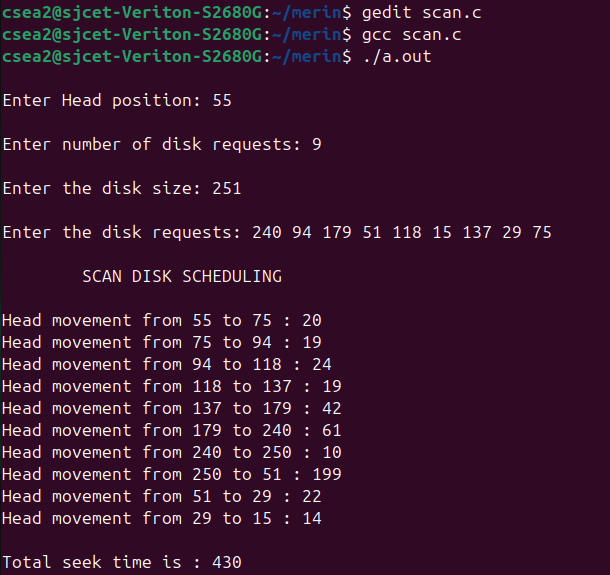 csea2@sjcet-Veriton-S2680G:~/merin$ gedit scan.c
csea2@sjcet-Veriton-S2680G:~/merin$ gcc scan.c
csea2@sjcet-Veriton-S2680G:~/merin$ ./a.out
Enter Head position: 55
Enter number of disk requests: 9
Enter the disk size: 251
Enter the disk requests: 240 94 179 51 118 15 137 29 75
SCAN DISK SCHEDULING
Head movement from 55 to 75 : 20
Head movement from 75 to 94 : 19
Head movement from 94 to 118 : 24
Head movement from 118 to 137 : 19
Head movement from 137 to 179 : 42
Head movement from 179 to 240 : 61
Head movement from 240 to 250 : 10
Head movement from 250 to 51 : 199
Head movement from 51 to 29 : 22
Head movement from 29 to 15 : 14
Total seek time is : 430